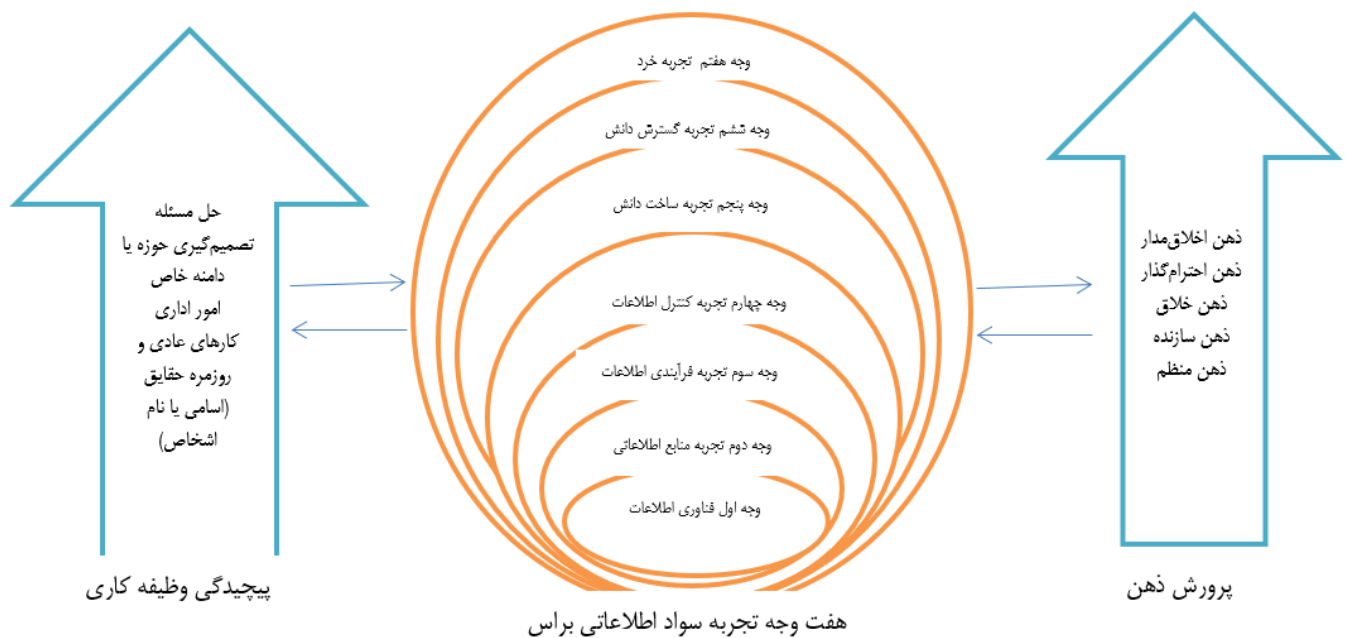 وجه هفتم تجربه خرد
وجه ششم تجربه گسترش دانش
وجه پنجم تجربه ساخت دانش
وجه چهارم تجربه کنترل اطلاعات
وجه سوم تجربه فرآیندی اطلاعات
وجه دوم تجربه منابع اطلاعاتی
وجه اول فناوری اطلاعات
هفت وجه تجربه سواد اطلاعاتی براس
ذهن اخلاق‌مدار
ذهن احترام‌گذار
ذهن خلاق
ذهن سازنده
ذهن منظم
پرورش ذهن
حل مسئله
تصمیم‌گیری حوزه یا
دامنه خاص
امور اداری
کارهای عادی و
روزمره حقایق
(اسامی یا نام
اشخاص)
پیچیدگی وظیفه کاری